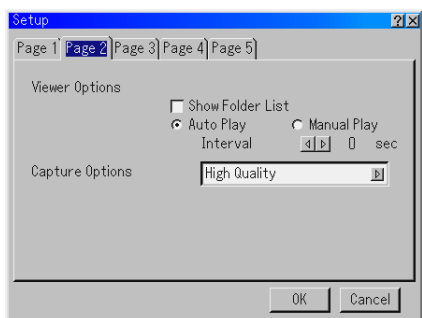 Setup
Page 1 Page 2 Page 3 Page 4 Page 5
Viewer Options
Show Folder List
Auto Play Manual Play
Interval 0 sec
Capture Options High Quality
OK Cancel